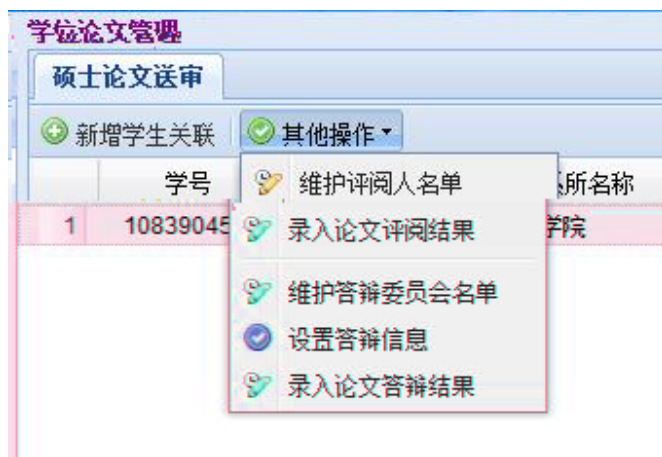 学位论文管理
硕士论文送审
新增学生关联 其他操作
学号 所名称
维护评阅人名单
1 10839045 学院
录入论文评阅结果
维护答辩委员会名单
设置答辩信息
录入论文答辩结果